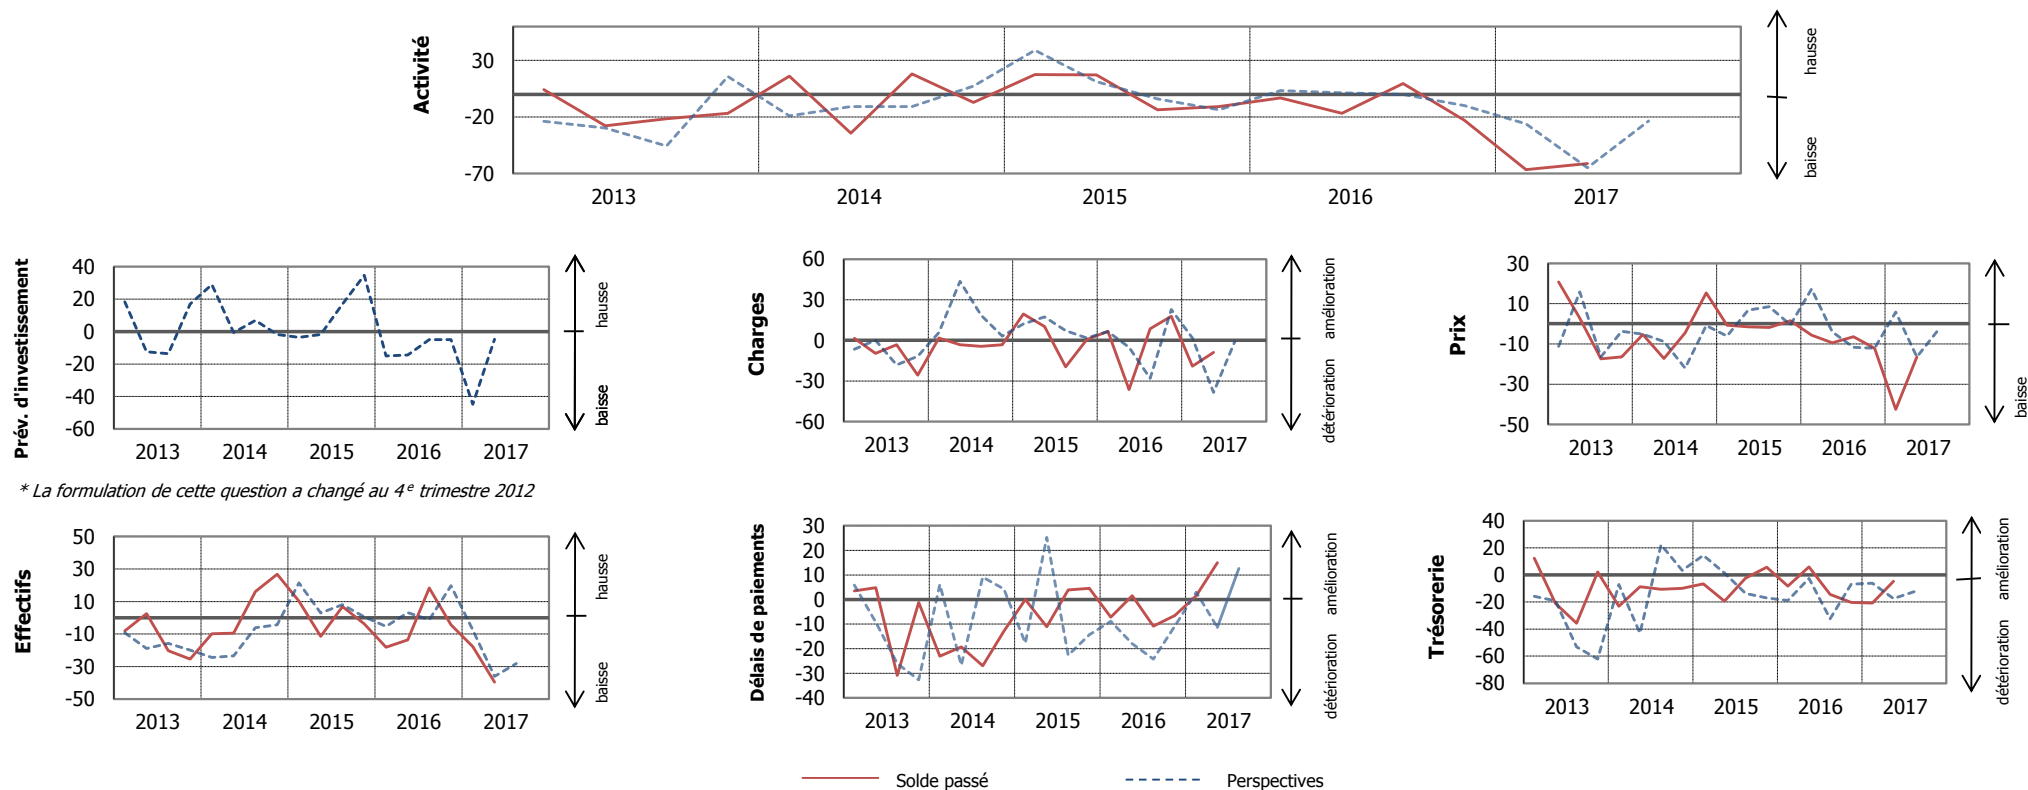 Activité
30
-20
-70
2013 2014 2015 2016 2017
hausse
baisse
Prév. d'investissement
40
20
0
-20
-40
-60
2013 2014 2015 2016 2017
hausse
baisse
Charges
60
30
0
-30
-60
2013 2014 2015 2016 2017
amélioration
détérioration
Prix
30
10
-10
-30
-50
2013 2014 2015 2016 2017
baisse
* La formulation de cette question a changé au 4e trimestre 2012
Effectifs
50
30
10
-10
-30
-50
2013 2014 2015 2016 2017
hausse
baisse
Délais de paiements
30
20
10
0
-10
-20
-30
-40
2013 2014 2015 2016 2017
amélioration
détérioration
Trésorerie
40
20
0
-20
-40
-60
-80
2013 2014 2015 2016 2017
amélioration
détérioration
Solde passé
Perspectives